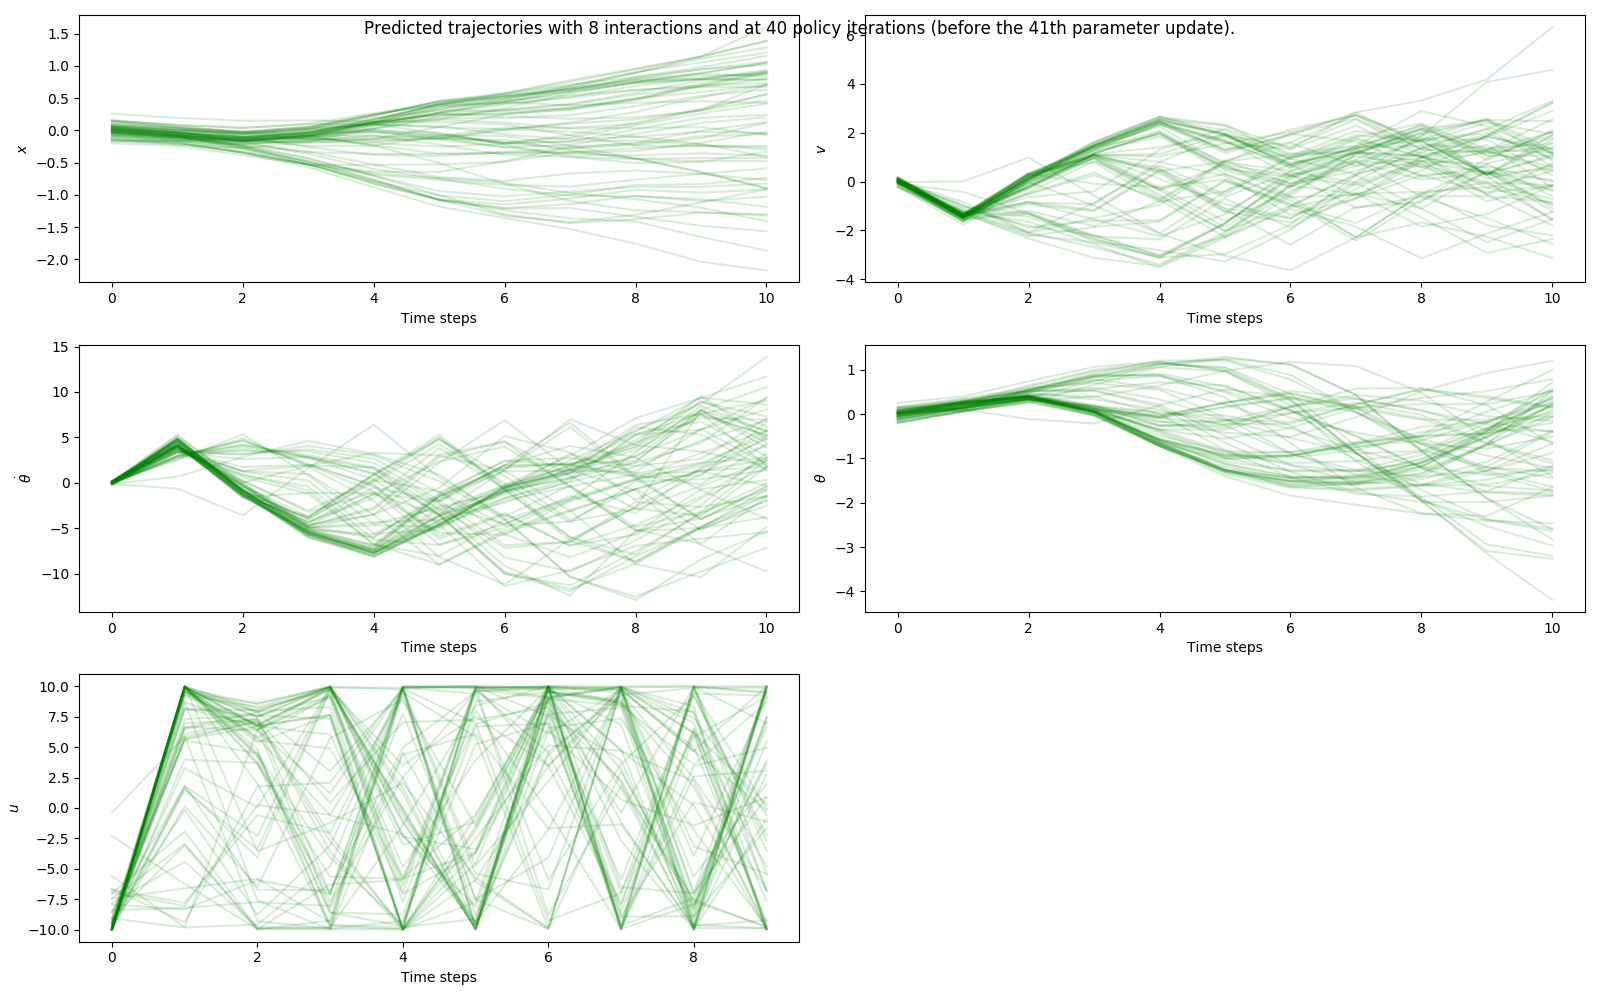 Predicted trajectories with 8 interactions and at 40 policy iterations (before the 41th parameter update).
1.5
1.0
0.5
0.0
−0.5
−1.0
−1.5
−2.0
x
0 2 4 6 8 10
Time steps
6
4
2
0
−2
−4
v
0 2 4 6 8 10
Time steps
15
10
5
0
−5
−10
θ̇
0 2 4 6 8 10
Time steps
1
0
−1
−2
−3
−4
θ
0 2 4 6 8 10
Time steps
10.0
7.5
5.0
2.5
0.0
−2.5
−5.0
−7.5
−10.0
u
0 2 4 6 8
Time steps